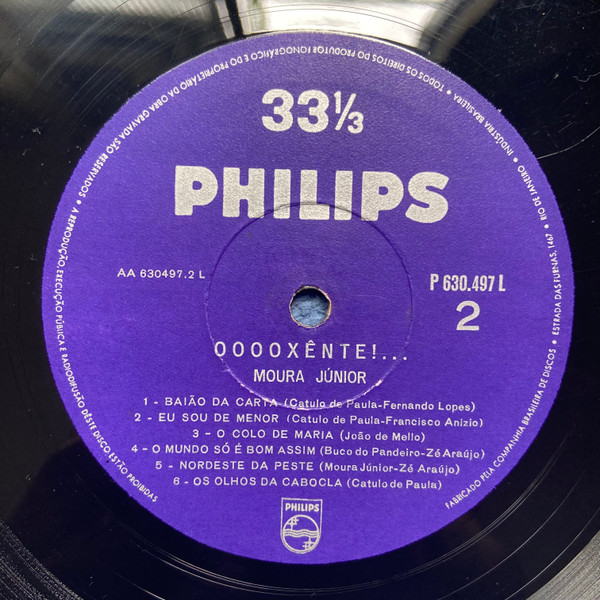 33⅓
PHILIPS
AA 630497.2 L
P 630.497 L
2
OOOOXÊNTE!...
MOURA JÚNIOR
1 - BAIÃO DA CARTA (Catulo de Paula-Fernando Lopes)
2 - EU SOU DE MENOR (Catulo de Paula-Francisco Anizio)
3 - O COLO DE MARIA (João de Mello)
4 - O MUNDO SÓ É BOM ASSIM (Buco do Pandeiro-Zé Araújo)
5 - NORDESTE DA PESTE (Moura Júnior-Zé Araújo)
6 - OS OLHOS DA CABOCLA (Catulo de Paula)
PHILIPS
A REPRODUÇÃO, EXECUÇÃO PÚBLICA E RADIODIFUSÃO DÊSTE DISCO, ESTÃO PROIBIDAS
TODOS OS DIREITOS DO PRODUTOR FONOGRÁFICO E DO PROPRIETÁRIO DA OBRA GRAVADA SÃO RESERVADOS
FABRICADO PELA COMPANHIA BRASILEIRA DE DISCOS • ESTRADA DAS FURNAS, 1467 • RIO DE JANEIRO • INDÚSTRIA BRASILEIRA •